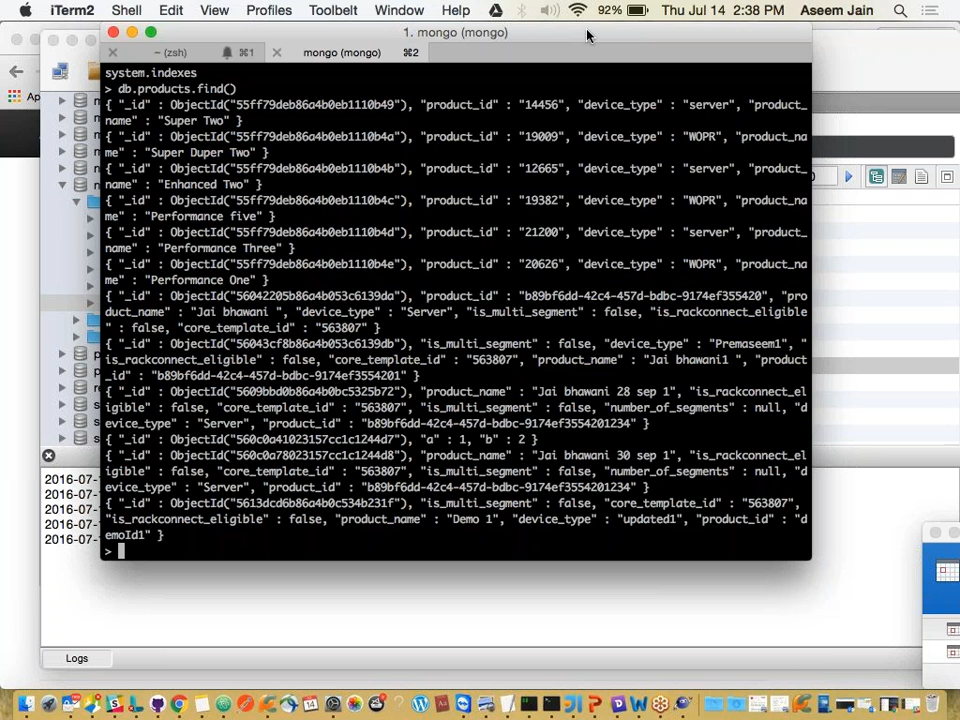 iTerm2 Shell Edit View Profiles Toolbelt Window Help 92% Thu Jul 14 2:38 PM Aseem Jain
1. mongo (mongo)
~ (zsh) ⌘1 mongo (mongo) ⌘2
system.indexes
> db.products.find()
{ "_id" : ObjectId("55ff79deb86a4b0eb1110b49"), "product_id" : "14456", "device_type" : "server", "product_
name" : "Super Two" }
{ "_id" : ObjectId("55ff79deb86a4b0eb1110b4a"), "product_id" : "19009", "device_type" : "WOPR", "product_na
me" : "Super Duper Two" }
{ "_id" : ObjectId("55ff79deb86a4b0eb1110b4b"), "product_id" : "12665", "device_type" : "server", "product_
name" : "Enhanced Two" }
{ "_id" : ObjectId("55ff79deb86a4b0eb1110b4c"), "product_id" : "19382", "device_type" : "WOPR", "product_na
me" : "Performance five" }
{ "_id" : ObjectId("55ff79deb86a4b0eb1110b4d"), "product_id" : "21200", "device_type" : "server", "product_
name" : "Performance Three" }
{ "_id" : ObjectId("55ff79deb86a4b0eb1110b4e"), "product_id" : "20626", "device_type" : "WOPR", "product_na
me" : "Performance One" }
{ "_id" : ObjectId("56042205b86a4b053c6139da"), "product_id" : "b89bf6dd-42c4-457d-bdbc-9174ef355420", "pro
duct_name" : "Jai bhawani ", "device_type" : "Server", "is_multi_segment" : false, "is_rackconnect_eligible
" : false, "core_template_id" : "563807" }
{ "_id" : ObjectId("56043cf8b86a4b053c6139db"), "is_multi_segment" : false, "device_type" : "Premaseem1", "
is_rackconnect_eligible" : false, "core_template_id" : "563807", "product_name" : "Jai bhawani1 ", "product
_id" : "b89bf6dd-42c4-457d-bdbc-9174ef3554201" }
{ "_id" : ObjectId("5609bbd0b86a4b0bc5325b72"), "product_name" : "Jai bhawani 28 sep 1", "is_rackconnect_el
igible" : false, "core_template_id" : "563807", "is_multi_segment" : false, "number_of_segments" : null, "d
evice_type" : "Server", "product_id" : "b89bf6dd-42c4-457d-bdbc-9174ef3554201234" }
{ "_id" : ObjectId("560c0a41023157cc1c1244d7"), "a" : 1, "b" : 2 }
{ "_id" : ObjectId("560c0a78023157cc1c1244d8"), "product_name" : "Jai bhawani 30 sep 1", "is_rackconnect_el
igible" : false, "core_template_id" : "563807", "is_multi_segment" : false, "number_of_segments" : null, "d
evice_type" : "Server", "product_id" : "b89bf6dd-42c4-457d-bdbc-9174ef3554201234" }
{ "_id" : ObjectId("5613dcd6b86a4b0c534b231f"), "is_multi_segment" : false, "core_template_id" : "563807",
"is_rackconnect_eligible" : false, "product_name" : "Demo 1", "device_type" : "updated1", "product_id" : "d
emoId1" }
>
2016-07-
2016-07-
2016-07-
2016-07-
2016-07-
Logs